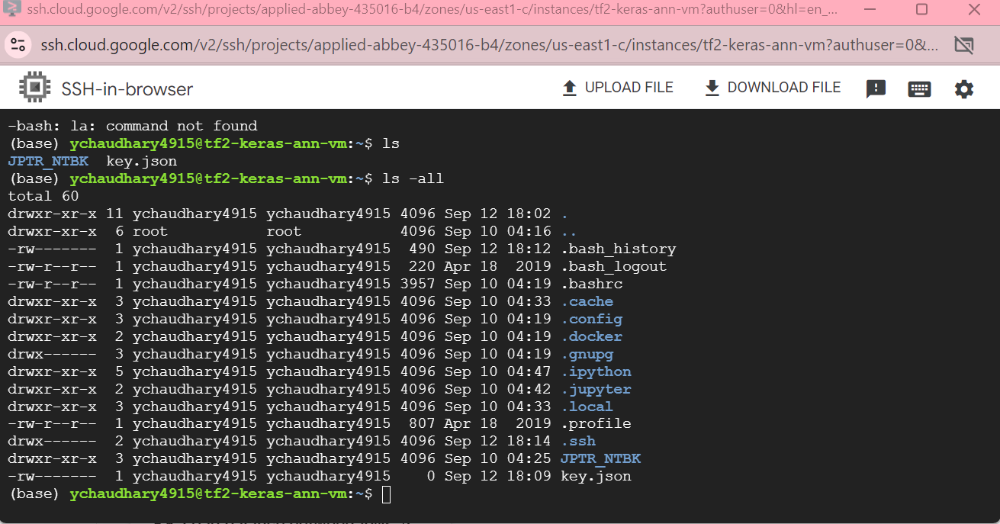 ssh.cloud.google.com/v2/ssh/projects/applied-abbey-435016-b4/zones/us-east1-c/instances/tf2-keras-ann-vm?authuser=0&hl=en_...
ssh.cloud.google.com/v2/ssh/projects/applied-abbey-435016-b4/zones/us-east1-c/instances/tf2-keras-ann-vm?authuser=0&...
SSH-in-browser UPLOAD FILE DOWNLOAD FILE
-bash: la: command not found
(base) ychaudhary4915@tf2-keras-ann-vm:~$ ls
JPTR_NTBK  key.json
(base) ychaudhary4915@tf2-keras-ann-vm:~$ ls -all
total 60
drwxr-xr-x 11 ychaudhary4915 ychaudhary4915 4096 Sep 12 18:02 .
drwxr-xr-x  6 root           root           4096 Sep 10 04:16 ..
-rw-------  1 ychaudhary4915 ychaudhary4915  490 Sep 12 18:12 .bash_history
-rw-r--r--  1 ychaudhary4915 ychaudhary4915  220 Apr 18  2019 .bash_logout
-rw-r--r--  1 ychaudhary4915 ychaudhary4915 3957 Sep 10 04:19 .bashrc
drwxr-xr-x  3 ychaudhary4915 ychaudhary4915 4096 Sep 10 04:33 .cache
drwxr-xr-x  3 ychaudhary4915 ychaudhary4915 4096 Sep 10 04:19 .config
drwxr-xr-x  2 ychaudhary4915 ychaudhary4915 4096 Sep 10 04:19 .docker
drwx------  3 ychaudhary4915 ychaudhary4915 4096 Sep 10 04:19 .gnupg
drwxr-xr-x  5 ychaudhary4915 ychaudhary4915 4096 Sep 10 04:47 .ipython
drwxr-xr-x  2 ychaudhary4915 ychaudhary4915 4096 Sep 10 04:42 .jupyter
drwxr-xr-x  3 ychaudhary4915 ychaudhary4915 4096 Sep 10 04:33 .local
-rw-r--r--  1 ychaudhary4915 ychaudhary4915  807 Apr 18  2019 .profile
drwx------  2 ychaudhary4915 ychaudhary4915 4096 Sep 12 18:14 .ssh
drwxr-xr-x  3 ychaudhary4915 ychaudhary4915 4096 Sep 10 04:25 JPTR_NTBK
-rw-------  1 ychaudhary4915 ychaudhary4915    0 Sep 12 18:09 key.json
(base) ychaudhary4915@tf2-keras-ann-vm:~$